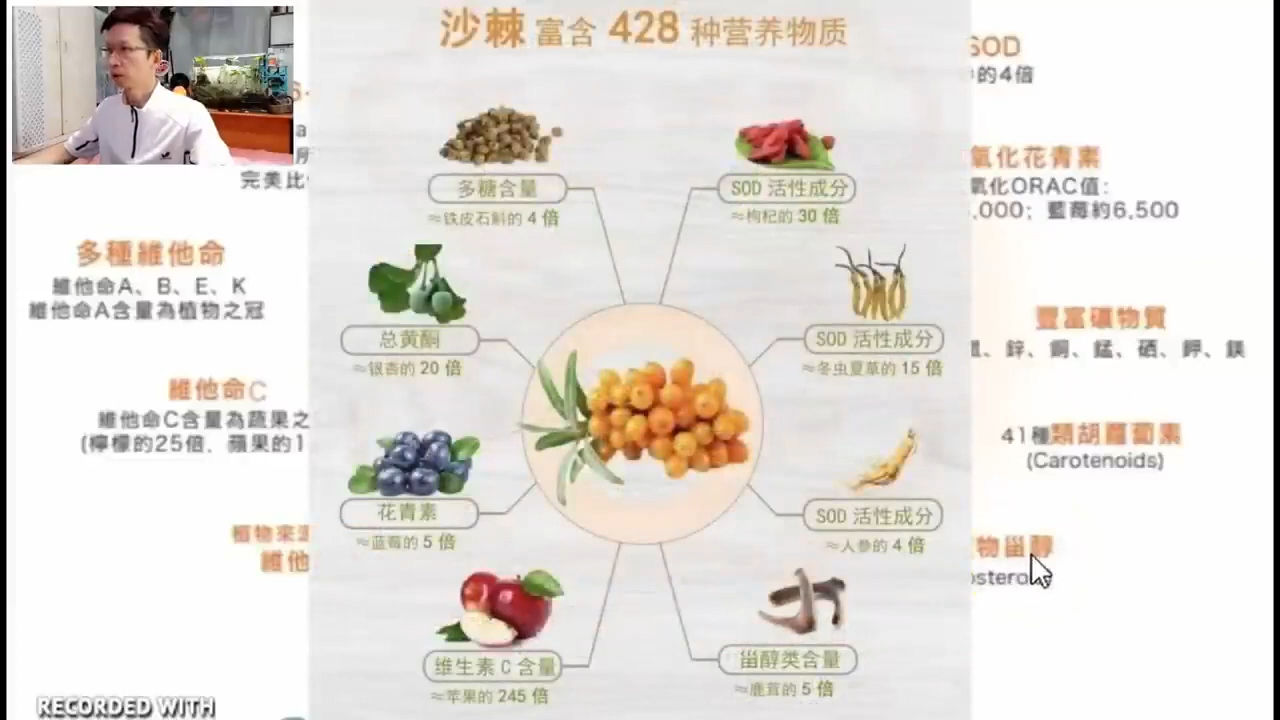 沙棘 富含 428 种营养物质
多糖含量
≈铁皮石斛的 4 倍
SOD 活性成分
≈枸杞的 30 倍
总黄酮
≈银杏的 20 倍
SOD 活性成分
≈冬虫夏草的 15 倍
花青素
≈蓝莓的 5 倍
SOD 活性成分
≈人参的 4 倍
维生素 C 含量
≈苹果的 245 倍
甾醇类含量
≈鹿茸的 5 倍
完美比
多種維他命
維他命A、B、E、K
維他命A含量為植物之冠
維他命C
維他命C含量為蔬果之
(檸檬的25倍, 蘋果的1
植物來源
維他
SOD
的4倍
氧化花青素
氧化ORAC值:
,000; 藍莓約6,500
豐富礦物質
、鋅、銅、錳、硒、鉀、鎂
41種類胡蘿蔔素
(Carotenoids)
物甾醇
ostero
RECORDED WITH